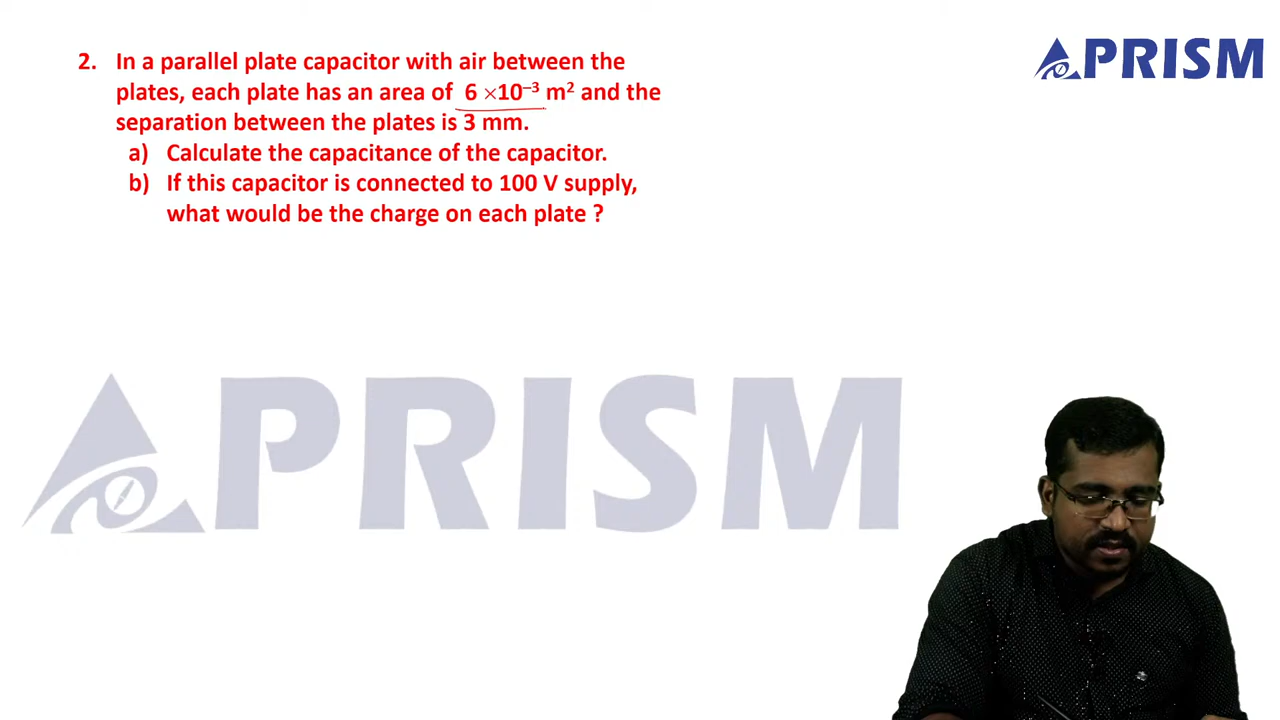 PRISM
2. In a parallel plate capacitor with air between the
plates, each plate has an area of 6 ×10⁻³ m² and the
separation between the plates is 3 mm.
a) Calculate the capacitance of the capacitor.
b) If this capacitor is connected to 100 V supply,
what would be the charge on each plate ?
PRISM